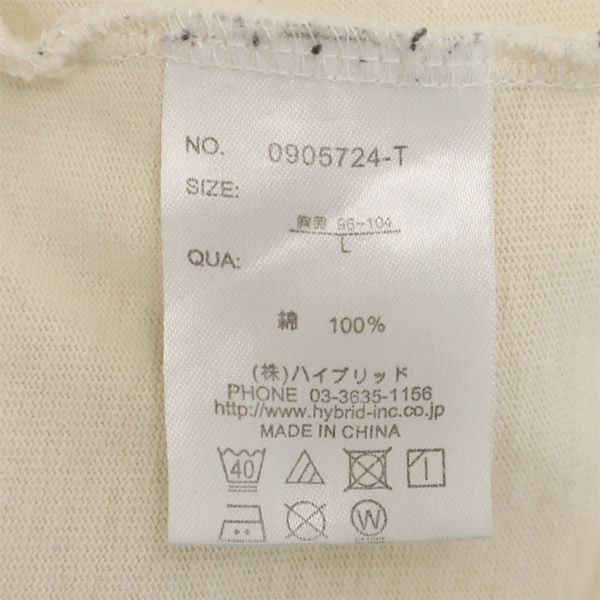 NO. 0905724-T
SIZE:
胸囲 96-104
L
QUA:
綿 100%
(株)ハイブリッド
PHONE 03-3635-1156
http://www.hybrid-inc.co.jp
MADE IN CHINA
40
W